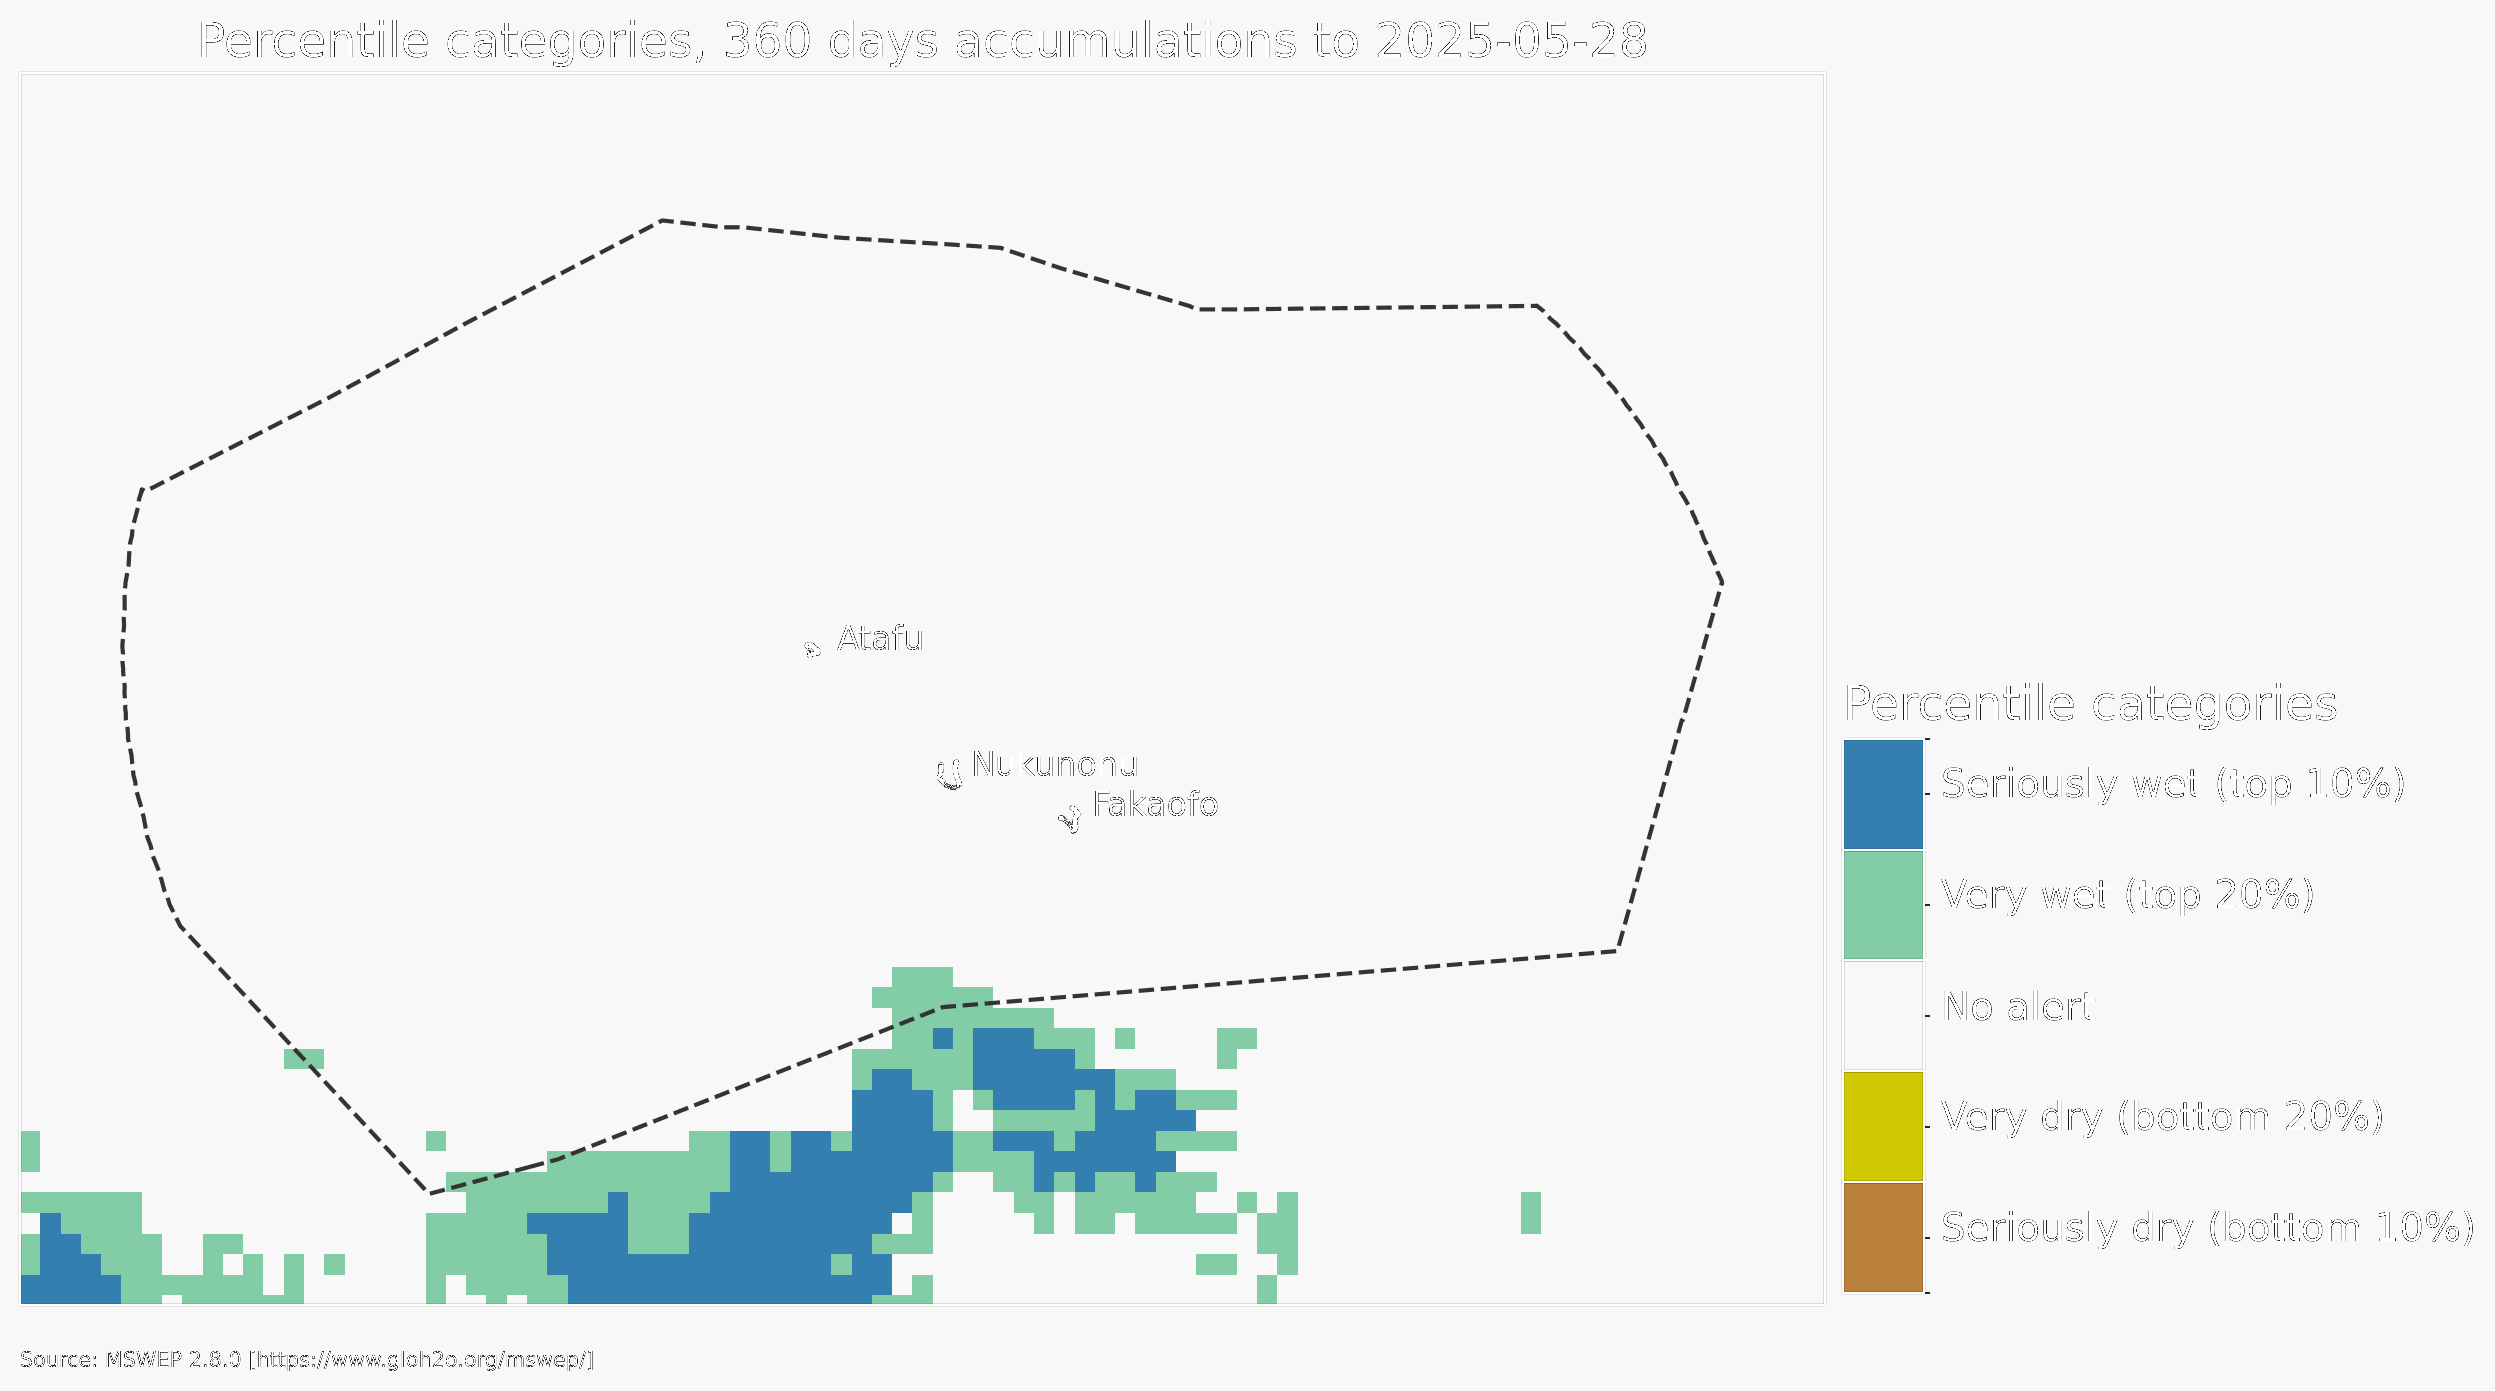 Percentile categories, 360 days accumulations to 2025-05-28
Atafu
Nukunonu
Fakaofo
Percentile categories
Seriously wet (top 10%)
Very wet (top 20%)
No alert
Very dry (bottom 20%)
Seriously dry (bottom 10%)
Source: MSWEP 2.8.0 [https://www.gloh2o.org/mswep/]